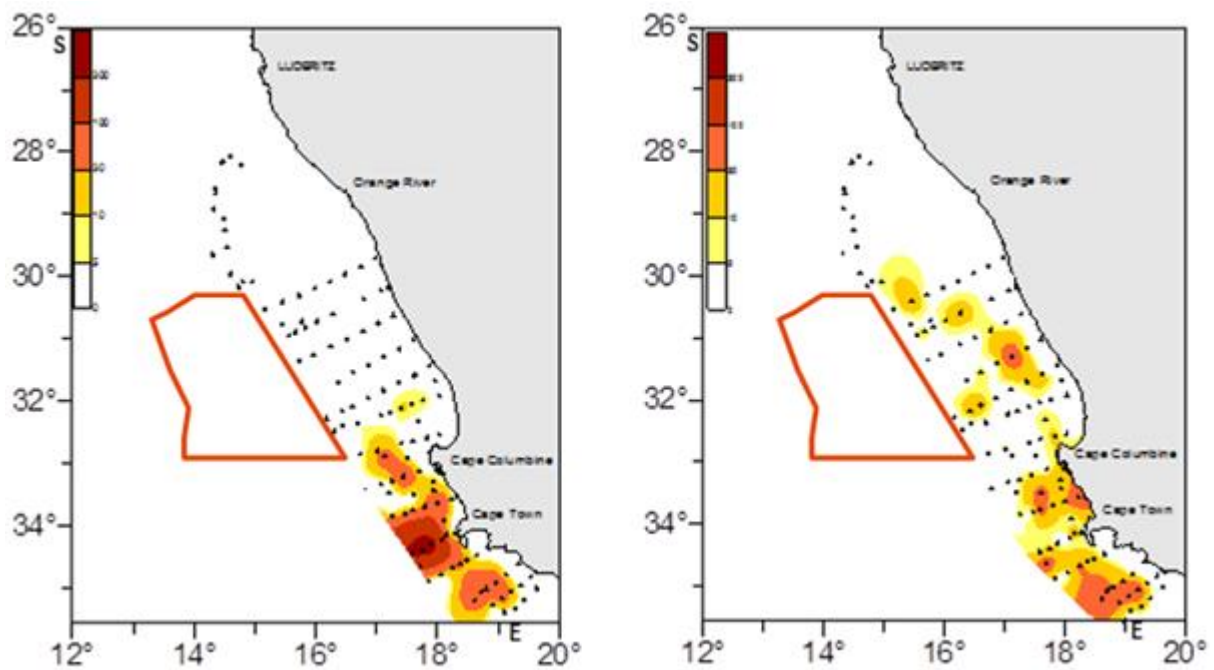 26°
S
28°
30°
32°
34°
12°
14°
16°
18°
20°
E
LUDERITZ
Orange River
Cape Columbine
Cape Town
26°
S
28°
30°
32°
34°
12°
14°
16°
18°
20°
E
LUDERITZ
Orange River
Cape Columbine
Cape Town